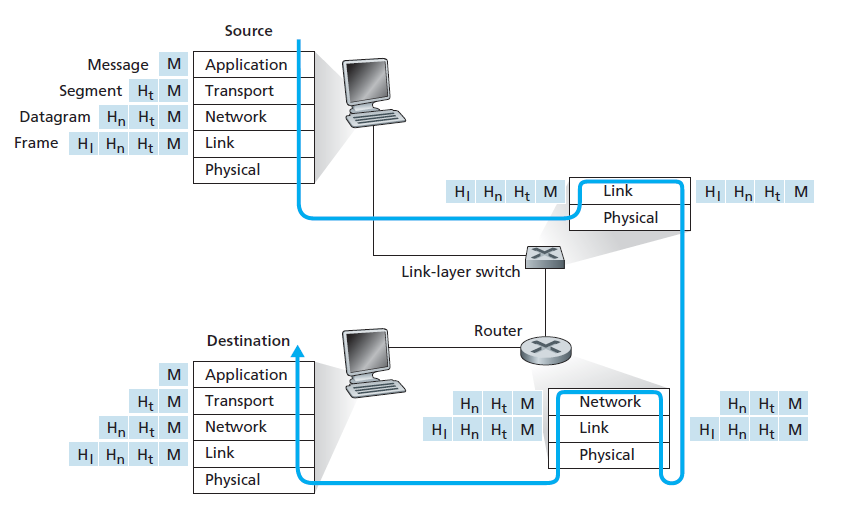 Source
Message M Application
Segment Ht M Transport
Datagram Hn Ht M Network
Frame Hl Hn Ht M Link
Physical
Hl Hn Ht M Link Hl Hn Ht M
Physical
Link-layer switch
Router
Destination
M Application
Ht M Transport
Hn Ht M Network
Hl Hn Ht M Link
Physical
Hn Ht M Network Hn Ht M
Hl Hn Ht M Link Hl Hn Ht M
Physical